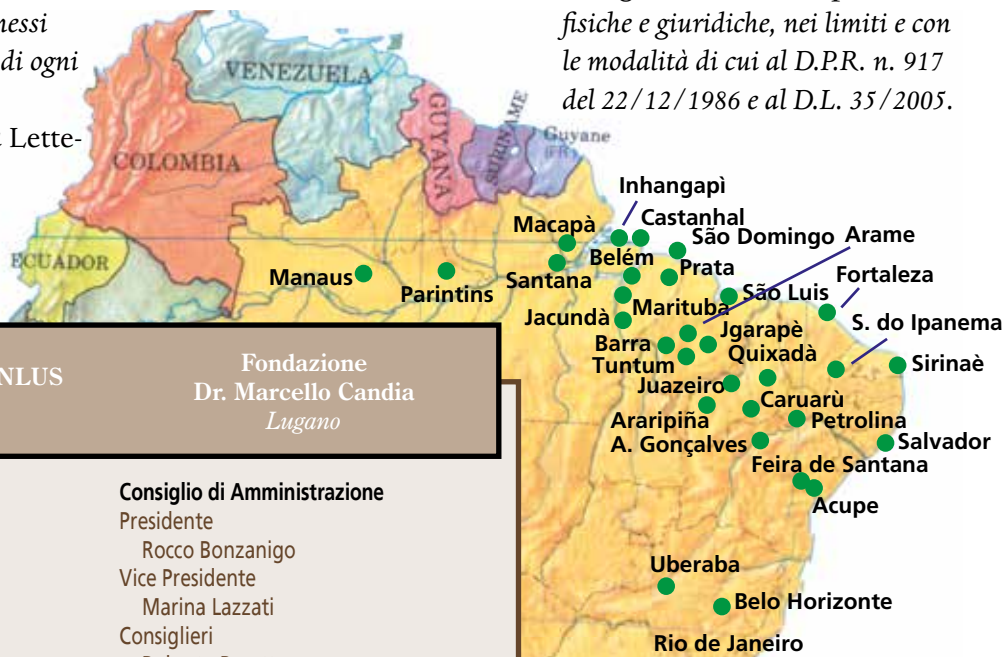 nessi
di ogni
Lette-
fisiche e giuridiche, nei limiti e con
le modalità di cui al D.P.R. n. 917
del 22/12/1986 e al D.L. 35/2005.
VENEZUELA
COLOMBIA
GUYANA
SURINAME
Guyane
ECUADOR
Inhangapì
Macapà
Castanhal
São Domingo
Arame
Belém
Manaus
Parintins
Santana
Prata
Fortaleza
Jacundà
Marituba
São Luis
S. do Ipanema
Barra
Jgarapè
Tuntum
Quixadà
Sirinaè
Juazeiro
Caruarù
Araripiña
Petrolina
A. Gonçalves
Salvador
Feira de Santana
Acupe
Uberaba
Belo Horizonte
Rio de Janeiro
NLUS
Fondazione
Dr. Marcello Candia
Lugano
Consiglio di Amministrazione
Presidente
Rocco Bonzanigo
Vice Presidente
Marina Lazzati
Consiglieri